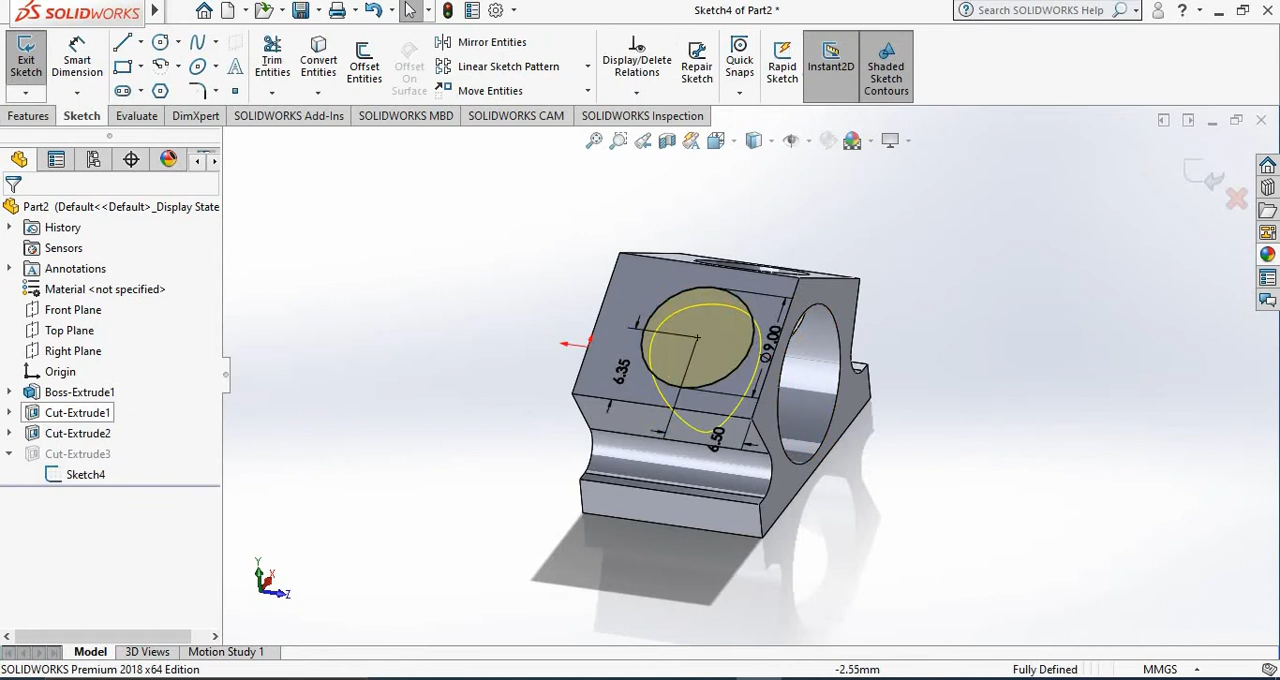 SOLIDWORKS
Sketch4 of Part2 *
Search SOLIDWORKS Help
?
Exit Sketch
Smart Dimension
Trim Entities
Convert Entities
Offset Entities
Offset On Surface
Mirror Entities
Linear Sketch Pattern
Move Entities
Display/Delete Relations
Repair Sketch
Quick Snaps
Rapid Sketch
Instant2D
Shaded Sketch Contours
Features
Sketch
Evaluate
DimXpert
SOLIDWORKS Add-Ins
SOLIDWORKS MBD
SOLIDWORKS CAM
SOLIDWORKS Inspection
Part2 (Default<<Default>_Display State
History
Sensors
Annotations
Material <not specified>
Front Plane
Top Plane
Right Plane
Origin
Boss-Extrude1
Cut-Extrude1
Cut-Extrude2
Cut-Extrude3
Sketch4
∅9.00
6.35
6.50
Y
X
Z
Model
3D Views
Motion Study 1
SOLIDWORKS Premium 2018 x64 Edition
-2.55mm
Fully Defined
MMGS